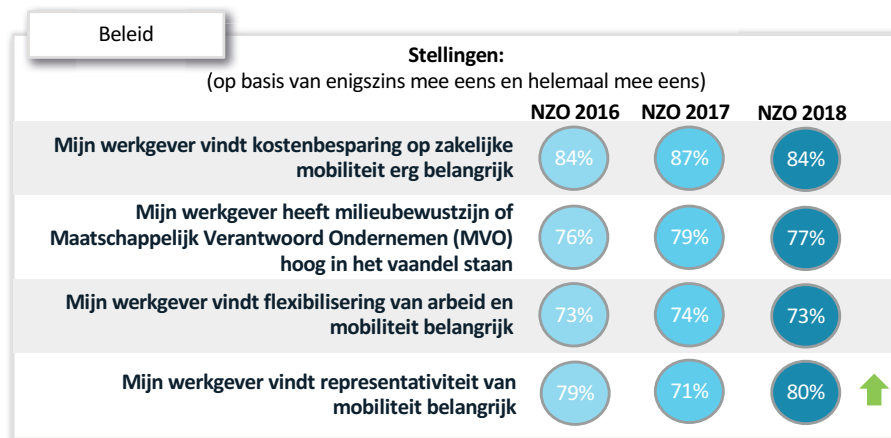 Beleid
Stellingen:
(op basis van enigszins mee eens en helemaal mee eens)
NZO 2016 NZO 2017 NZO 2018
Mijn werkgever vindt kostenbesparing op zakelijke
mobiliteit erg belangrijk
84% 87% 84%
Mijn werkgever heeft milieubewustzijn of
Maatschappelijk Verantwoord Ondernemen (MVO)
hoog in het vaandel staan
76% 79% 77%
Mijn werkgever vindt flexibilisering van arbeid en
mobiliteit belangrijk
73% 74% 73%
Mijn werkgever vindt representativiteit van
mobiliteit belangrijk
79% 71% 80%